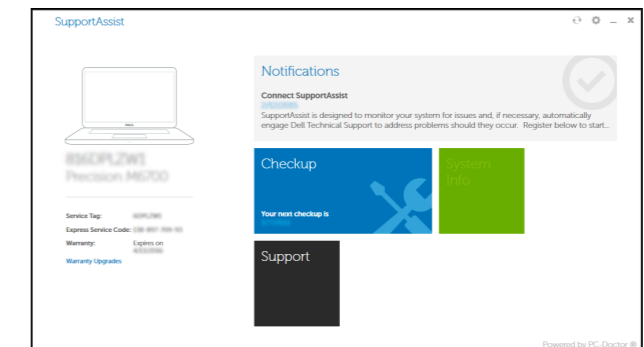 SupportAssist
Notifications
Connect SupportAssist
SupportAssist is designed to monitor your system for issues and, if necessary, automatically
engage Dell Technical Support to address problems should they occur. Register below to start...
Precision M6700
Checkup
System
Info
Your next checkup is
Service Tag:
Express Service Code:
Warranty: Expires on
Warranty Upgrades
Support
Powered by PC-Doctor ®